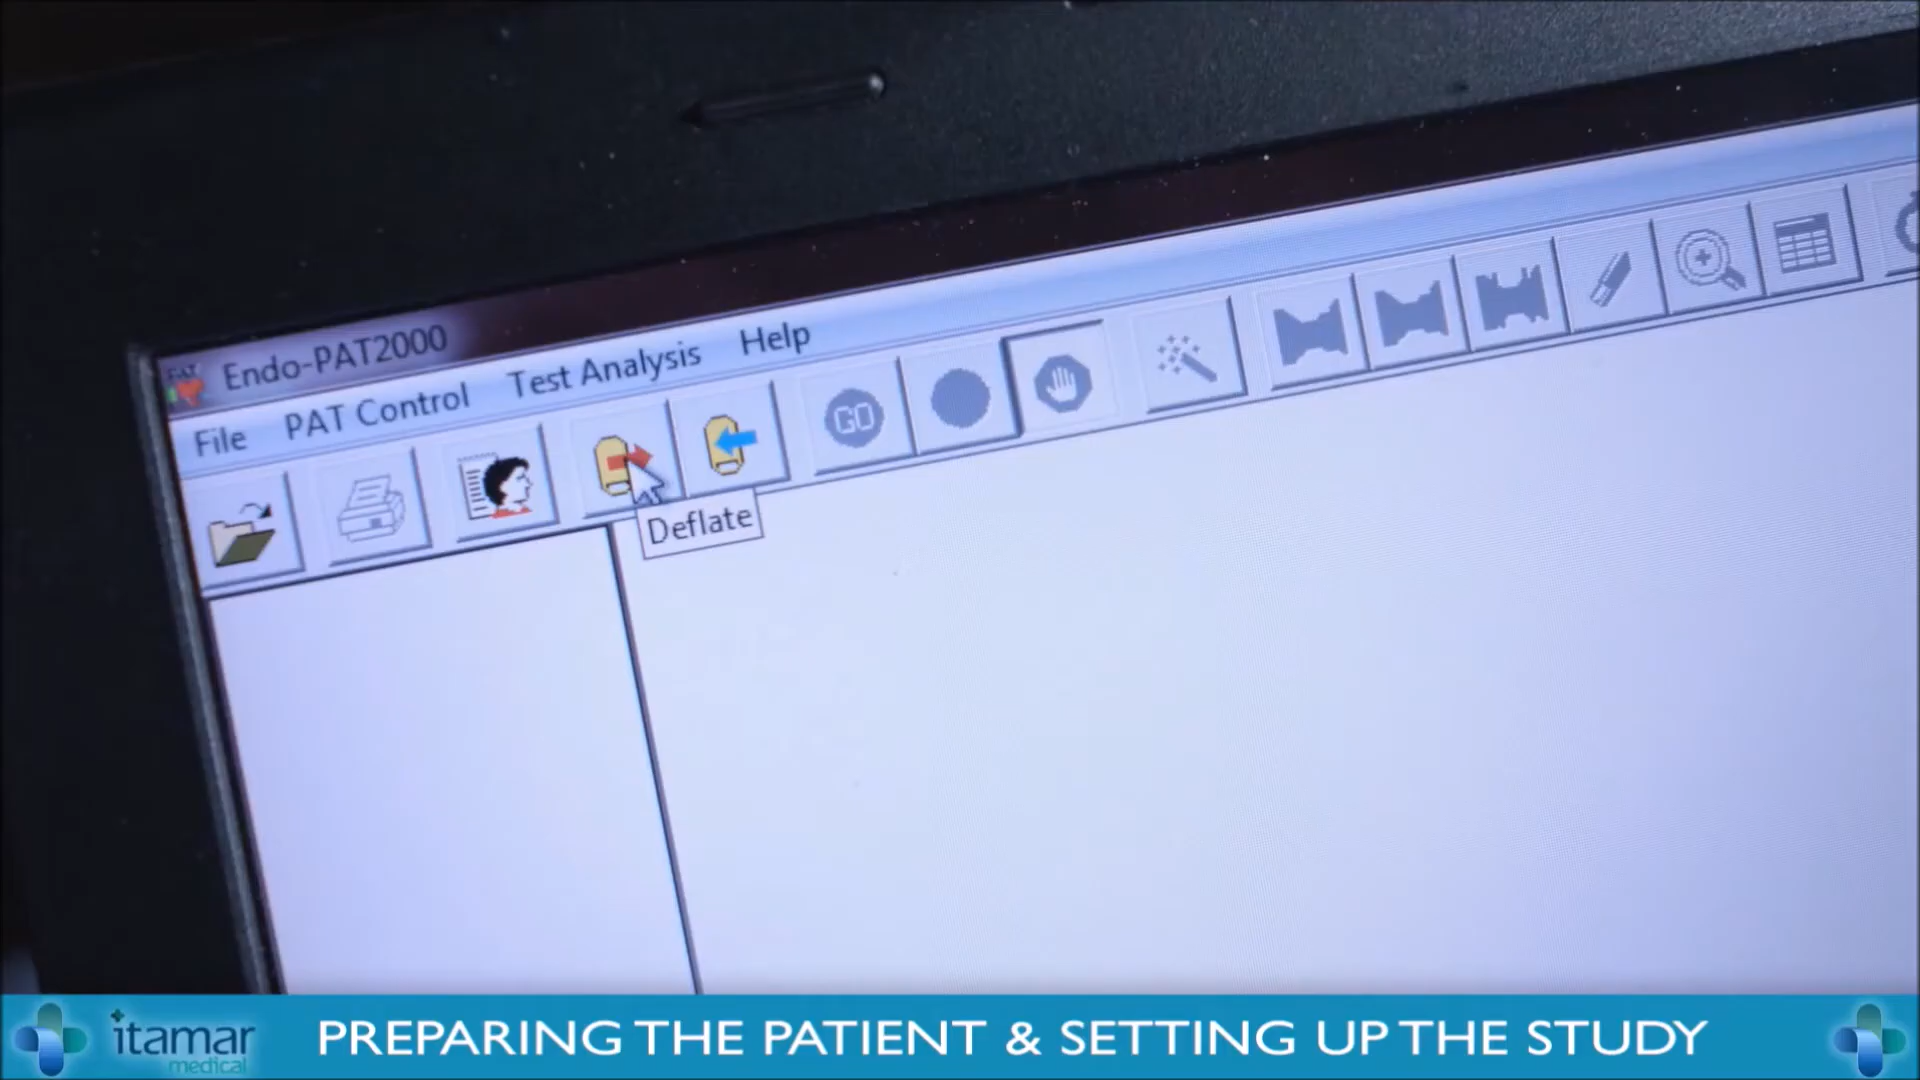 Endo-PAT2000
File PAT Control Test Analysis Help
GO
Deflate
itamar
medical
PREPARING THE PATIENT & SETTING UP THE STUDY